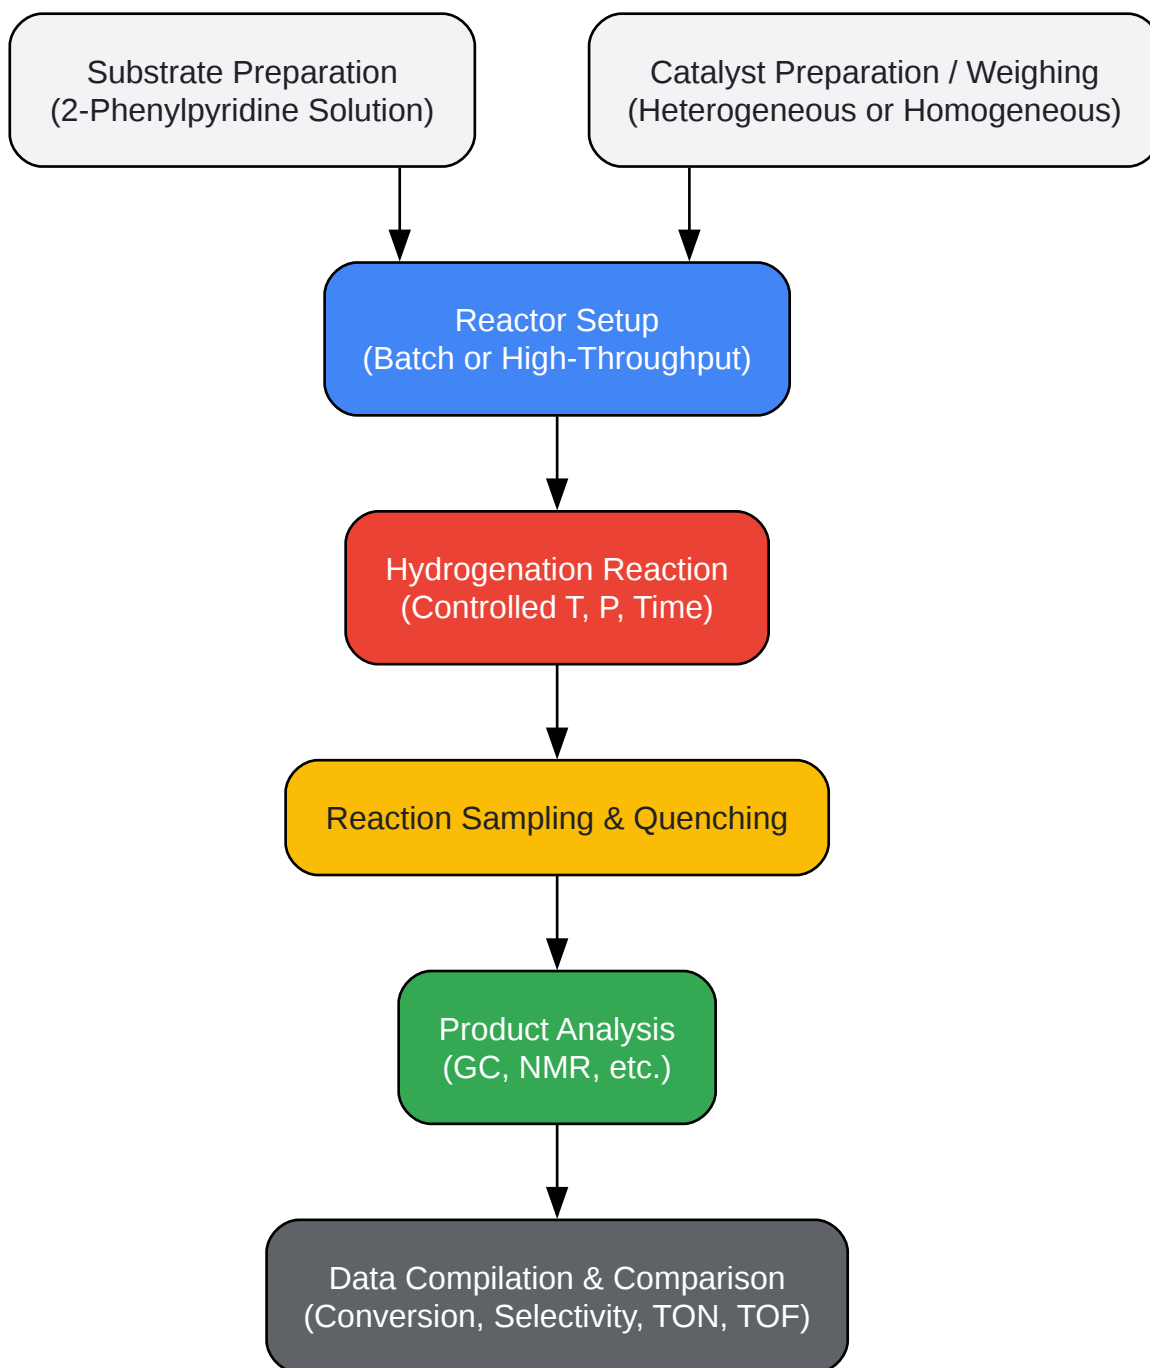 Substrate Preparation
(2-Phenylpyridine Solution)
Catalyst Preparation / Weighing
(Heterogeneous or Homogeneous)
Reactor Setup
(Batch or High-Throughput)
Hydrogenation Reaction
(Controlled T, P, Time)
Reaction Sampling & Quenching
Product Analysis
(GC, NMR, etc.)
Data Compilation & Comparison
(Conversion, Selectivity, TON, TOF)